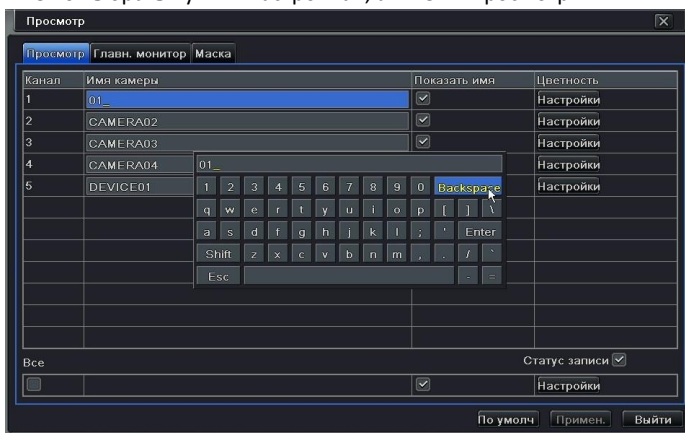 Просмотр
Просмотр Главн. монитор Маска
Канал Имя камеры Показать имя Цветность
1 01_ Настройки
2 CAMERA02 Настройки
3 CAMERA03 Настройки
4 CAMERA04 Настройки
5 DEVICE01 Настройки
01_
1 2 3 4 5 6 7 8 9 0 Backspace
q w e r t y u i o p [ ] \
a s d f g h j k l ; ' Enter
Shift z x c v b n m , . / `
Esc - =
Все Статус записи
Настройки
По умолч Примен. Выйти